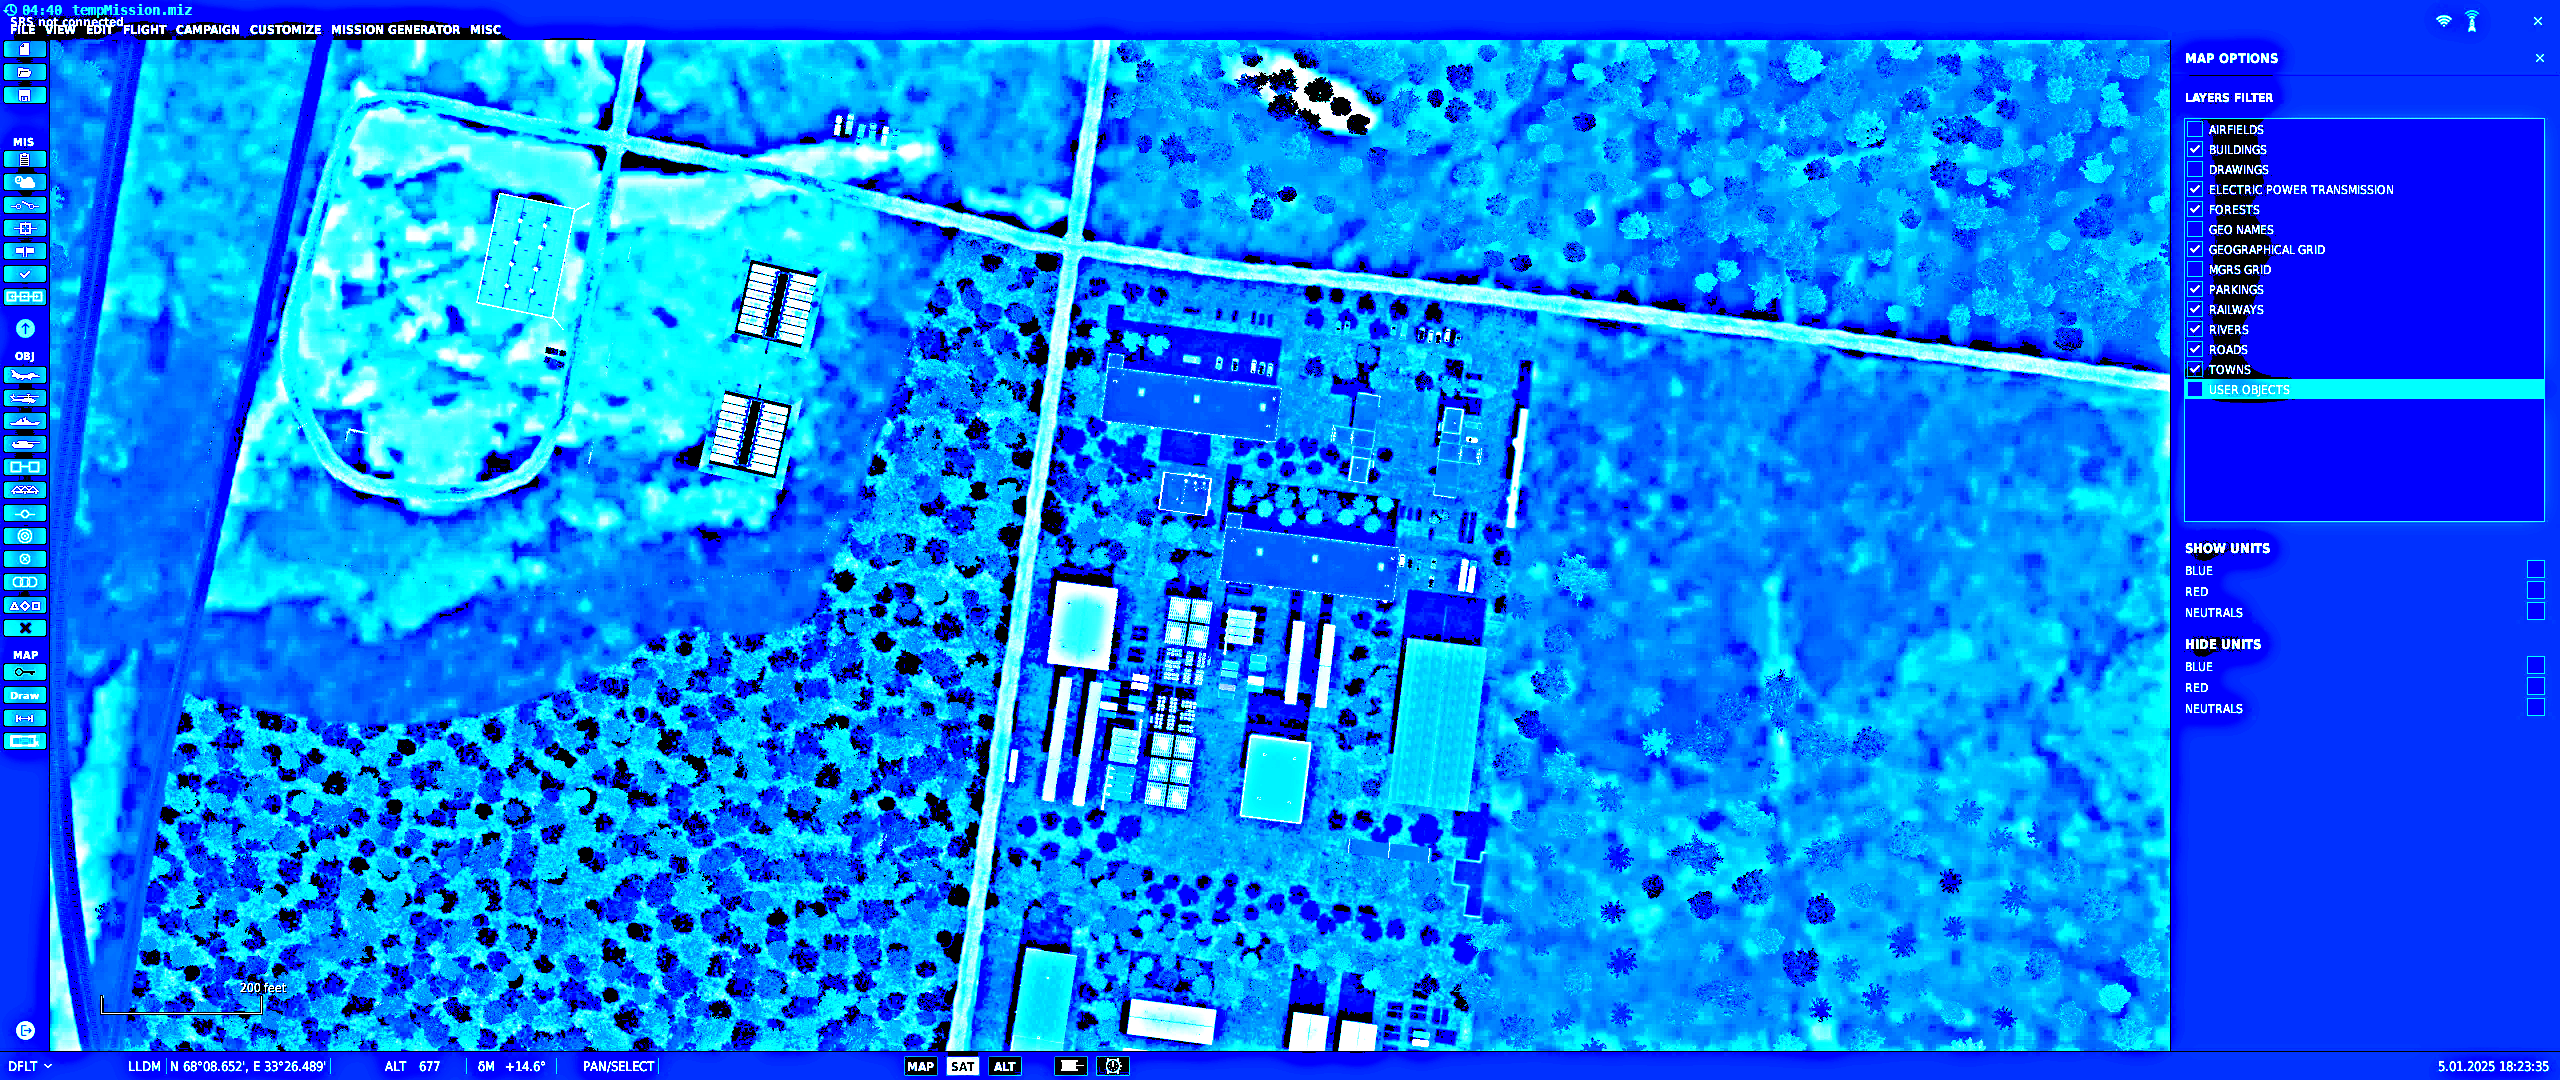 04:40 tempMission.miz
SRS not connected
FILE VIEW EDIT FLIGHT CAMPAIGN CUSTOMIZE MISSION GENERATOR MISC
MAP OPTIONS
LAYERS FILTER
AIRFIELDS
BUILDINGS
DRAWINGS
ELECTRIC POWER TRANSMISSION
FORESTS
GEO NAMES
GEOGRAPHICAL GRID
MGRS GRID
PARKINGS
RAILWAYS
RIVERS
ROADS
TOWNS
USER OBJECTS
SHOW UNITS
BLUE
RED
NEUTRALS
HIDE UNITS
BLUE
RED
NEUTRALS
MIS
OBJ
MAP
Draw
200 feet
DFLT LLDM N 68°08.652', E 33°26.489' ALT 677 δM +14.6° PAN/SELECT MAP SAT ALT 5.01.2025 18:23:35